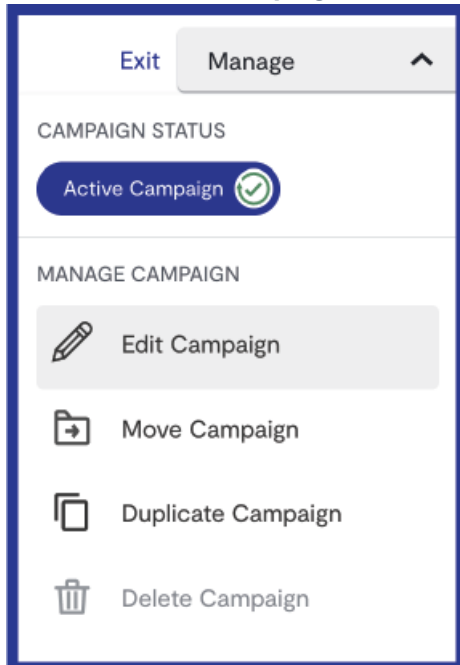 Exit Manage
CAMPAIGN STATUS
Active Campaign
MANAGE CAMPAIGN
Edit Campaign
Move Campaign
Duplicate Campaign
Delete Campaign